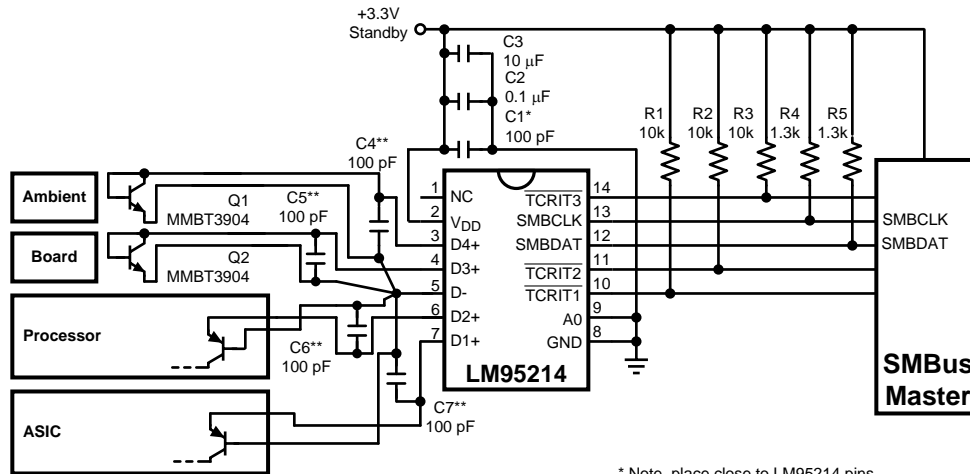 +3.3V
Standby
C3
10 µF
C2
0.1 µF
C1*
100 pF
R1
10k
R2
10k
R3
10k
R4
1.3k
R5
1.3k
C4**
100 pF
Ambient
Q1
MMBT3904
C5**
100 pF
Board
Q2
MMBT3904
Processor
C6**
100 pF
ASIC
C7**
100 pF
1 NC TCRIT3 14
2 VDD SMBCLK 13
3 D4+ SMBDAT 12
4 D3+ TCRIT2 11
5 D- TCRIT1 10
6 D2+ A0 9
7 D1+ GND 8
LM95214
SMBCLK
SMBDAT
SMBus
Master
* Note, place close to LM95214 pins